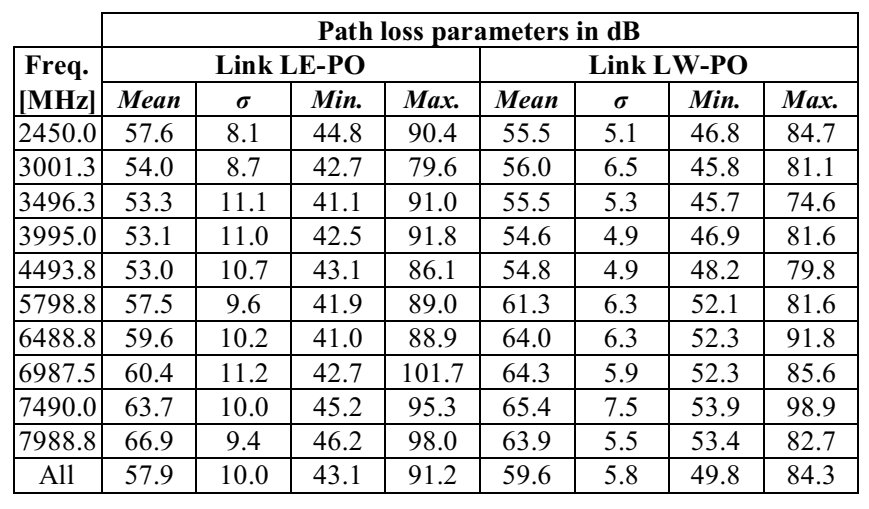 Path loss parameters in dB
Freq. Link LE-PO Link LW-PO
[MHz] Mean σ Min. Max. Mean σ Min. Max.
2450.0 57.6 8.1 44.8 90.4 55.5 5.1 46.8 84.7
3001.3 54.0 8.7 42.7 79.6 56.0 6.5 45.8 81.1
3496.3 53.3 11.1 41.1 91.0 55.5 5.3 45.7 74.6
3995.0 53.1 11.0 42.5 91.8 54.6 4.9 46.9 81.6
4493.8 53.0 10.7 43.1 86.1 54.8 4.9 48.2 79.8
5798.8 57.5 9.6 41.9 89.0 61.3 6.3 52.1 81.6
6488.8 59.6 10.2 41.0 88.9 64.0 6.3 52.3 91.8
6987.5 60.4 11.2 42.7 101.7 64.3 5.9 52.3 85.6
7490.0 63.7 10.0 45.2 95.3 65.4 7.5 53.9 98.9
7988.8 66.9 9.4 46.2 98.0 63.9 5.5 53.4 82.7
All 57.9 10.0 43.1 91.2 59.6 5.8 49.8 84.3